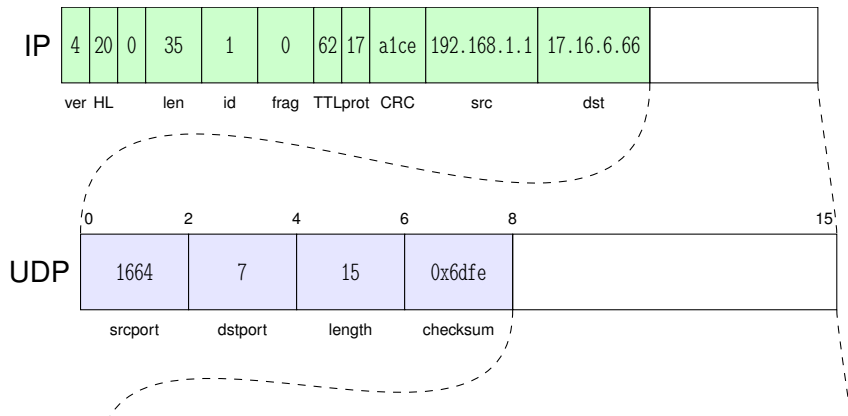 IP 4 20 0 35 1 0 62 17 a1ce 192.168.1.1 17.16.6.66
ver HL len id frag TTL prot CRC src dst
0 2 4 6 8 15
UDP 1664 7 15 0x6dfe
srcport dstport length checksum